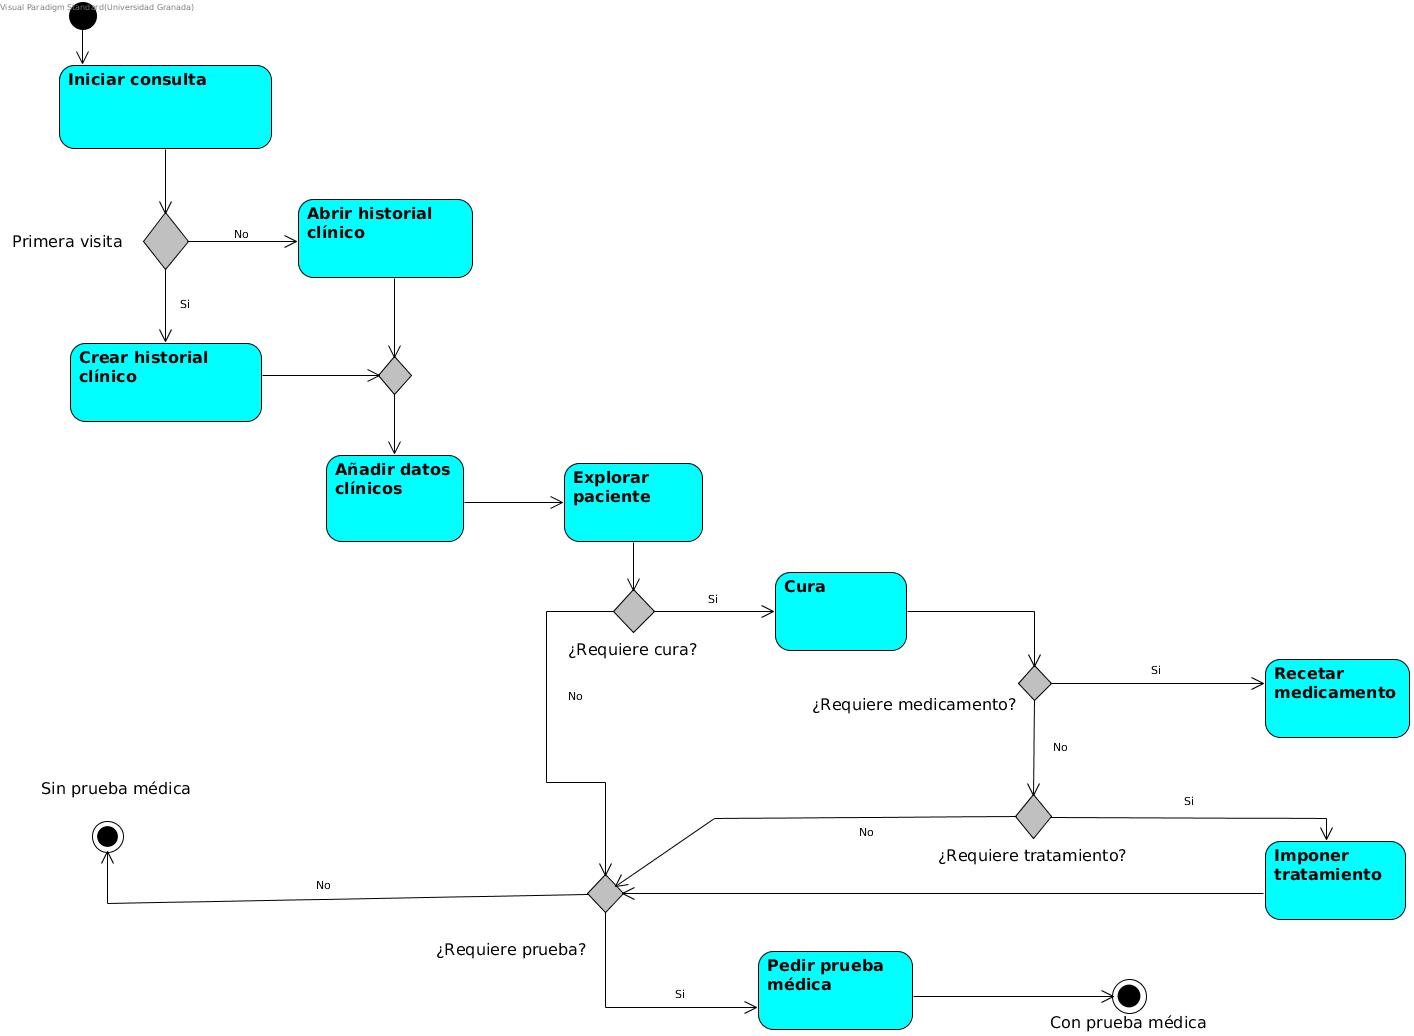 Visual Paradigm Standard(Universidad Granada)
Iniciar consulta
Abrir historial
clínico
No
Primera visita
Si
Crear historial
clínico
Añadir datos
clínicos
Explorar
paciente
Cura
Si
¿Requiere cura?
No
Recetar
medicamento
Si
¿Requiere medicamento?
No
Sin prueba médica
Si
No
¿Requiere tratamiento?
Imponer
tratamiento
No
¿Requiere prueba?
Pedir prueba
médica
Si
Con prueba médica